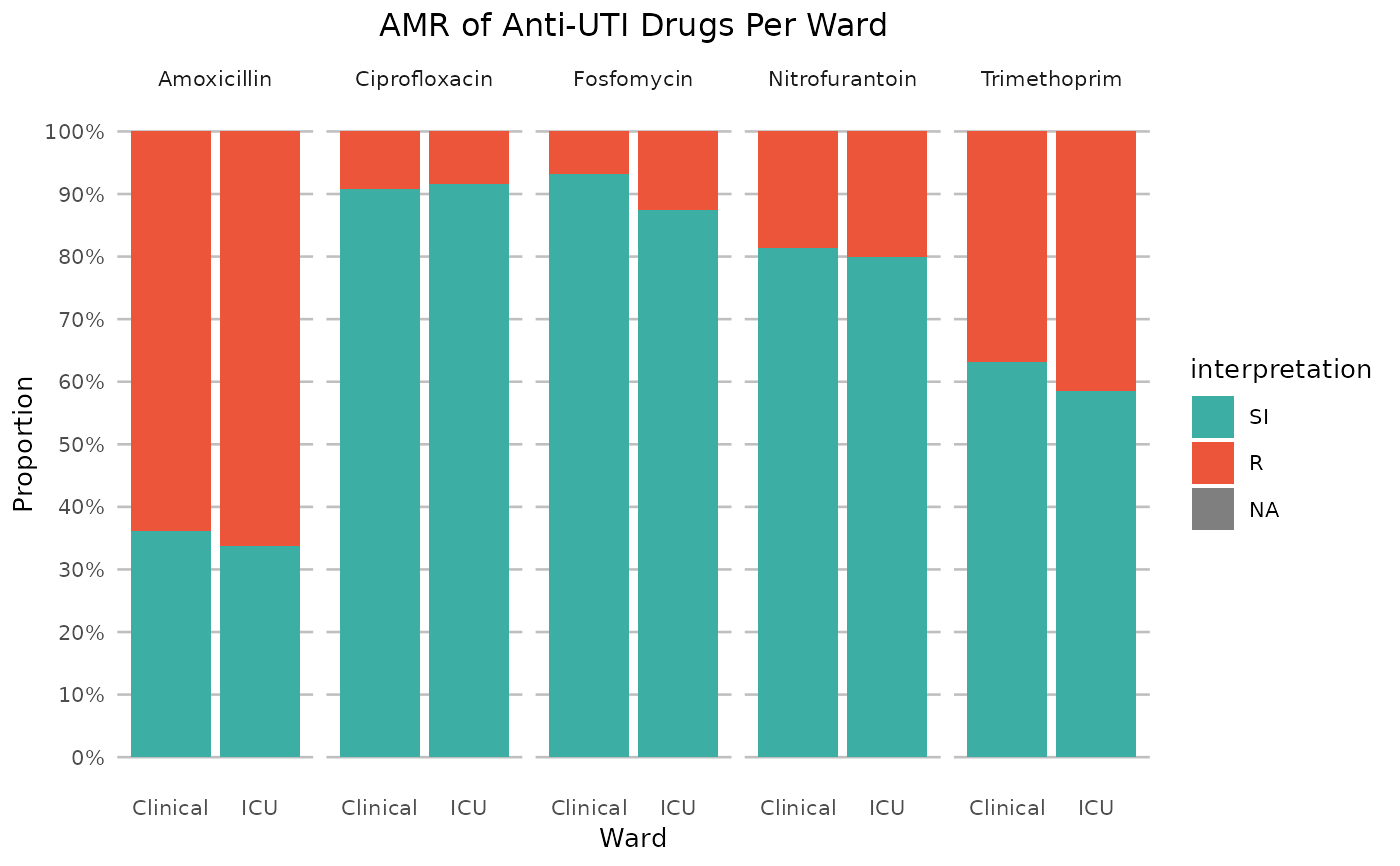 AMR of Anti-UTI Drugs Per Ward
Amoxicillin Ciprofloxacin Fosfomycin Nitrofurantoin Trimethoprim
100%
90%
80%
70%
60%
50%
40%
30%
20%
10%
0%
Proportion
Clinical ICU Clinical ICU Clinical ICU Clinical ICU Clinical ICU
Ward
interpretation
SI
R
NA